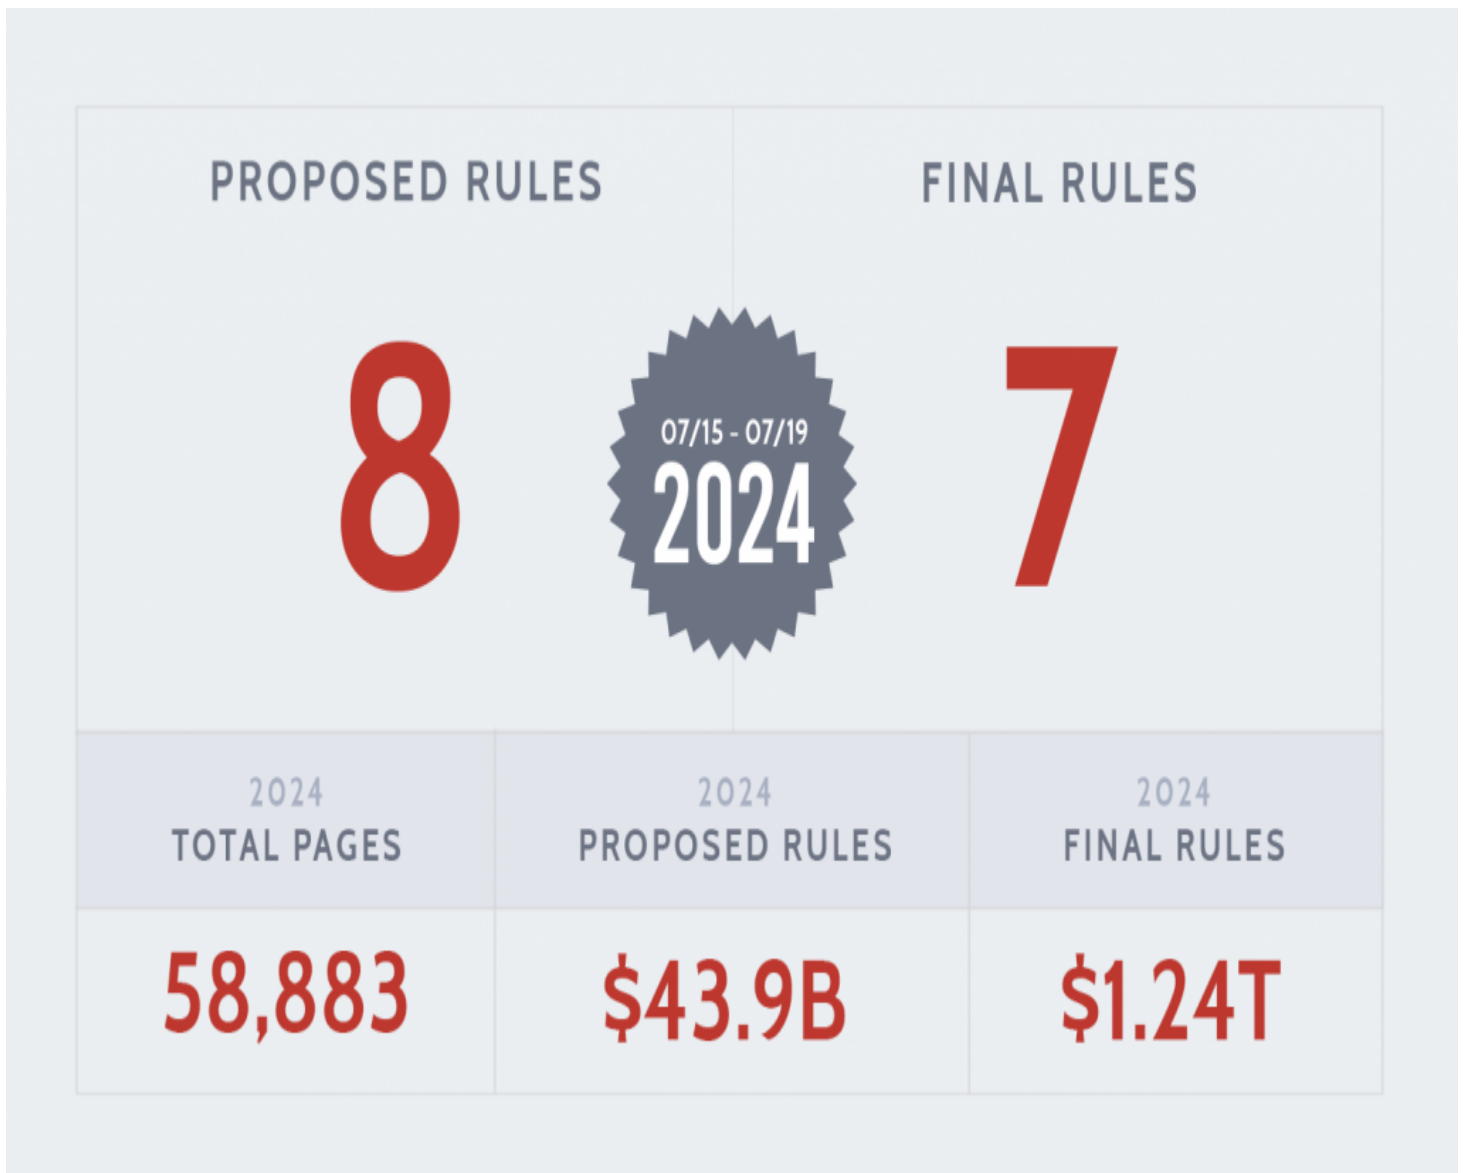 PROPOSED RULES
FINAL RULES
8
07/15 - 07/19
2024
7
2024
TOTAL PAGES
2024
PROPOSED RULES
2024
FINAL RULES
58,883
$43.9B
$1.24T